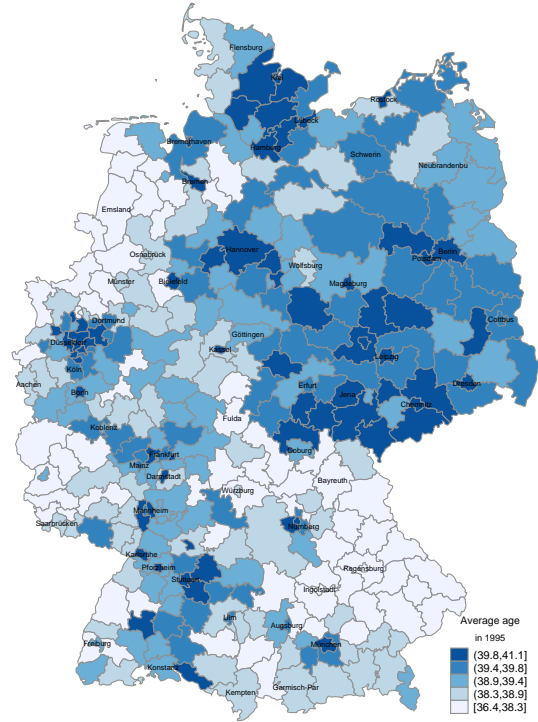 Flensburg
Kiel
Rostock
Lübeck
Bremerhaven
Hamburg
Schwerin
Neubrandenbu
Bremen
Emsland
Hannover
Berlin
Potsdam
Osnabrück
Wolfsburg
Münster
Bielefeld
Magdeburg
Cottbus
Dortmund
Göttingen
Düsseldorf
Kassel
Leipzig
Köln
Aachen
Erfurt
Dresden
Bonn
Jena
Chemnitz
Fulda
Koblenz
Coburg
Frankfurt
Mainz
Darmstadt
Bayreuth
Würzburg
Mannheim
Saarbrücken
Nürnberg
Karlsruhe
Pforzheim
Regensburg
Stuttgart
Ingolstadt
Ulm
Augsburg
Freiburg
München
Konstanz
Kempten
Garmisch-Par
Average age
in 1995
(39.8,41.1]
(39.4,39.8]
(38.9,39.4]
(38.3,38.9]
[36.4,38.3]